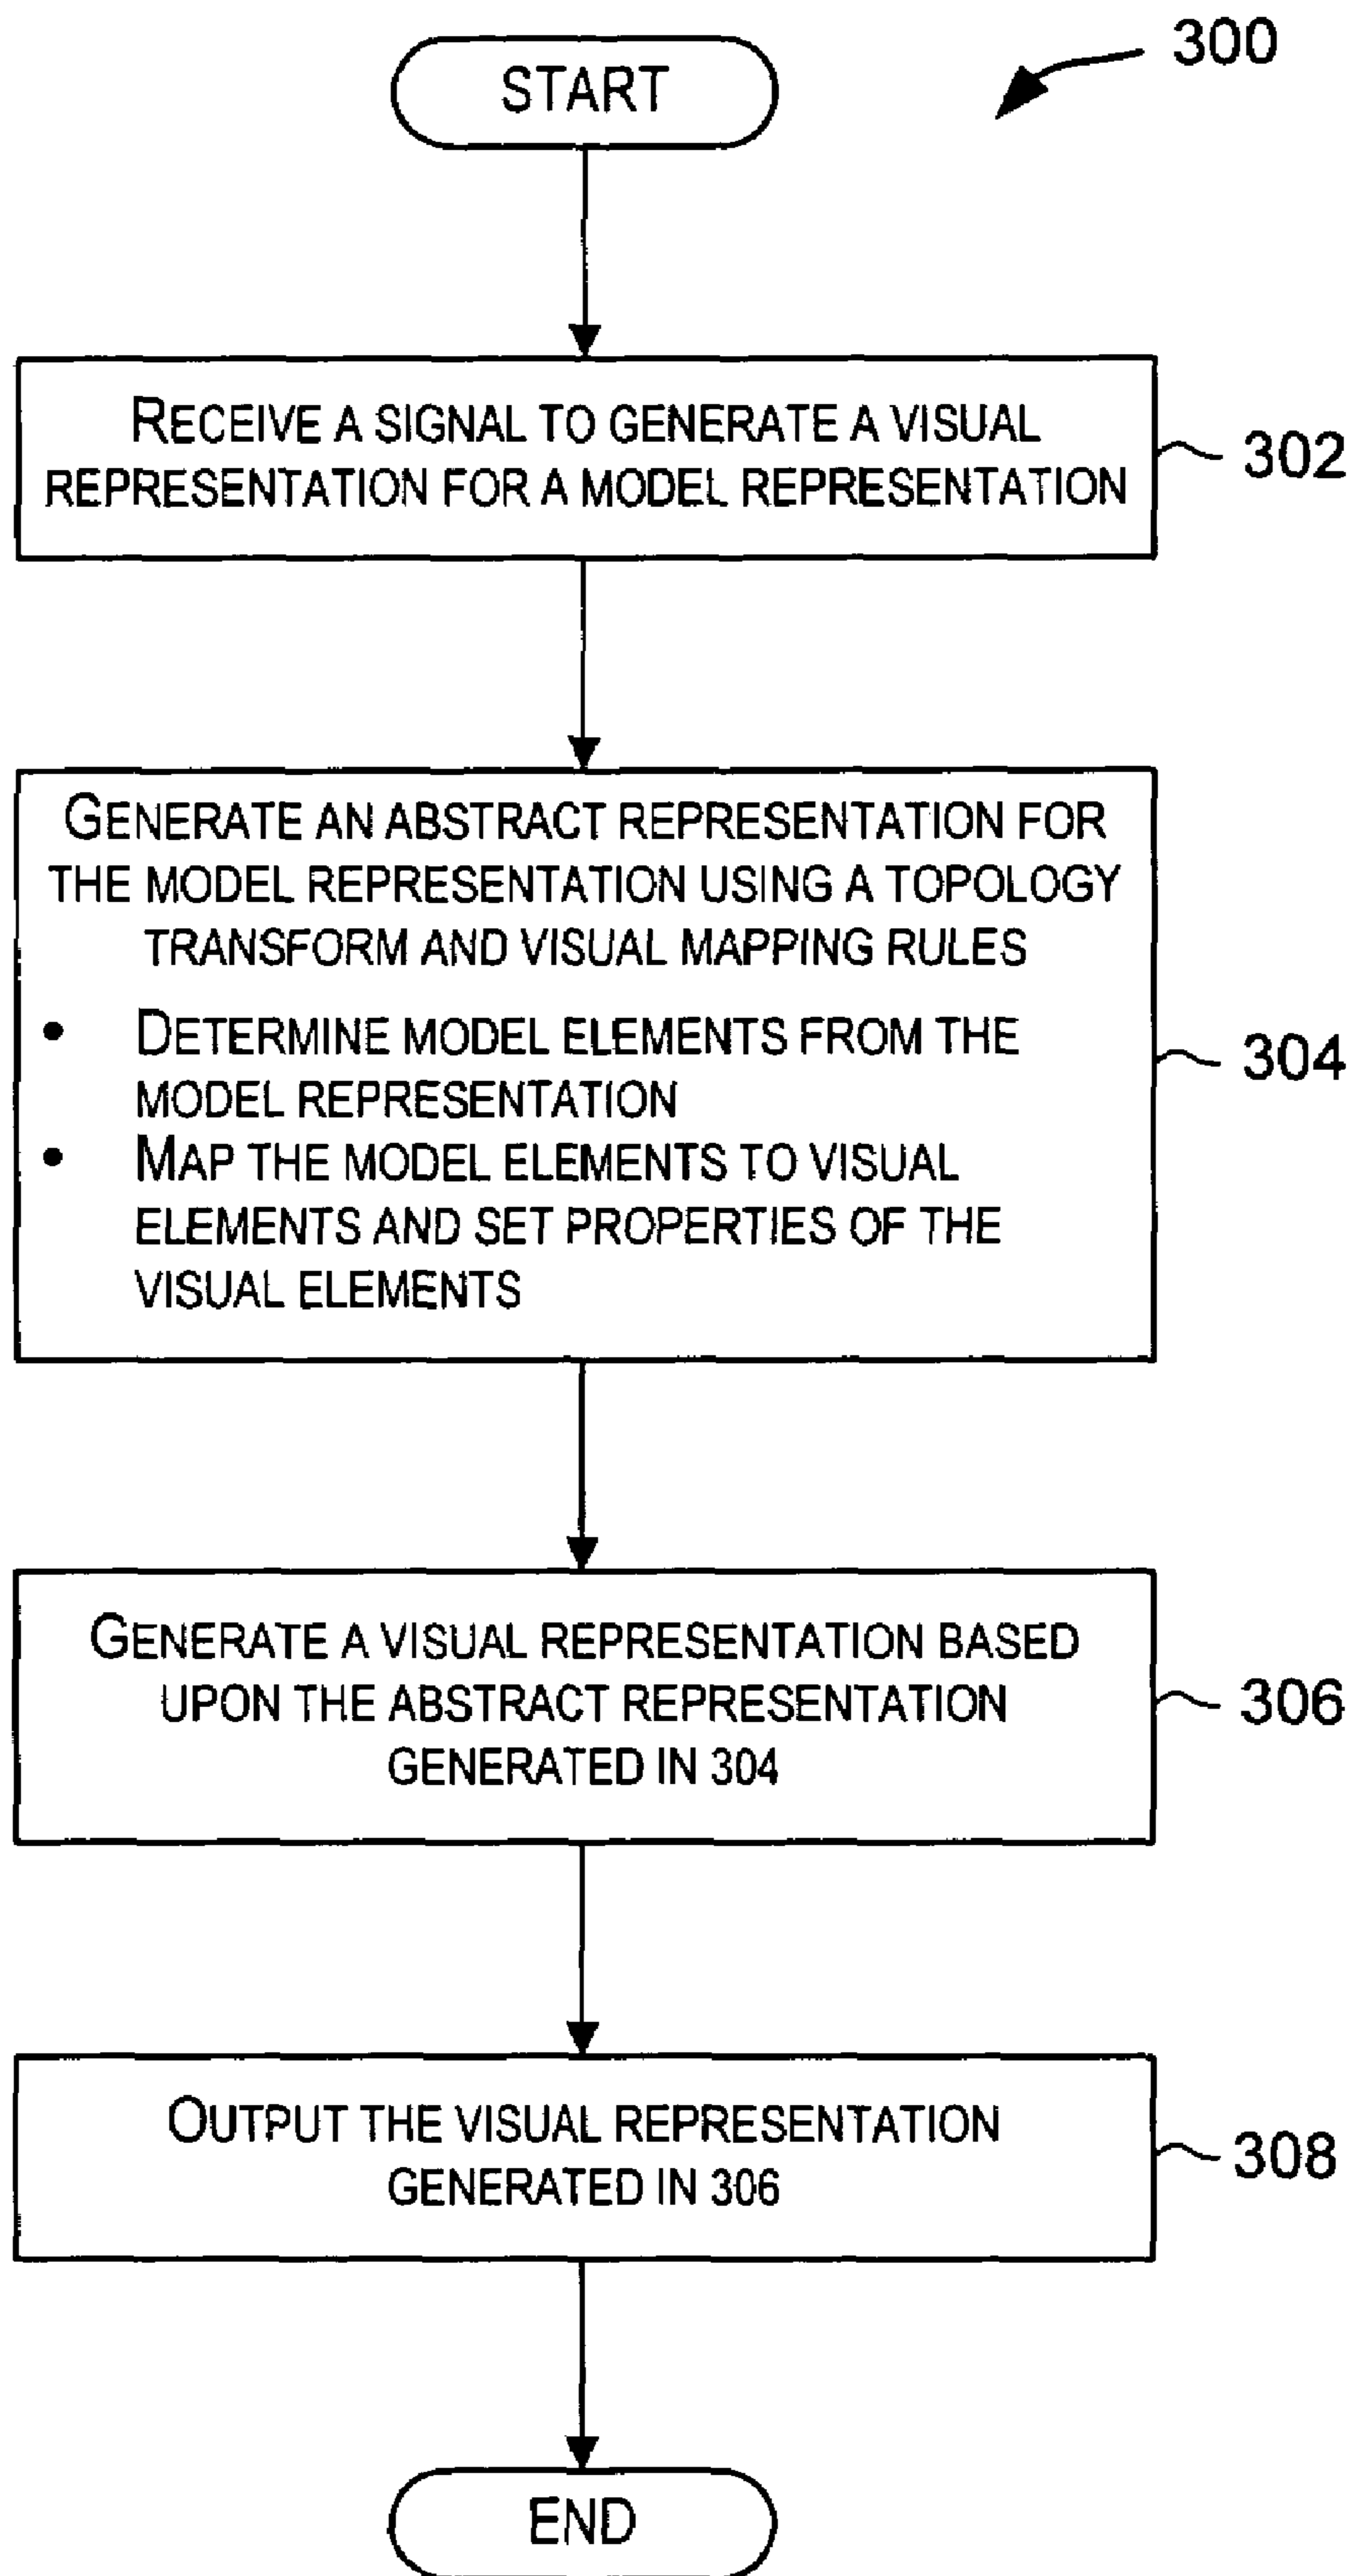 300
START
RECEIVE A SIGNAL TO GENERATE A VISUAL
REPRESENTATION FOR A MODEL REPRESENTATION
302
GENERATE AN ABSTRACT REPRESENTATION FOR
THE MODEL REPRESENTATION USING A TOPOLOGY
TRANSFORM AND VISUAL MAPPING RULES
• DETERMINE MODEL ELEMENTS FROM THE
MODEL REPRESENTATION
• MAP THE MODEL ELEMENTS TO VISUAL
ELEMENTS AND SET PROPERTIES OF THE
VISUAL ELEMENTS
304
GENERATE A VISUAL REPRESENTATION BASED
UPON THE ABSTRACT REPRESENTATION
GENERATED IN 304
306
OUTPUT THE VISUAL REPRESENTATION
GENERATED IN 306
308
END